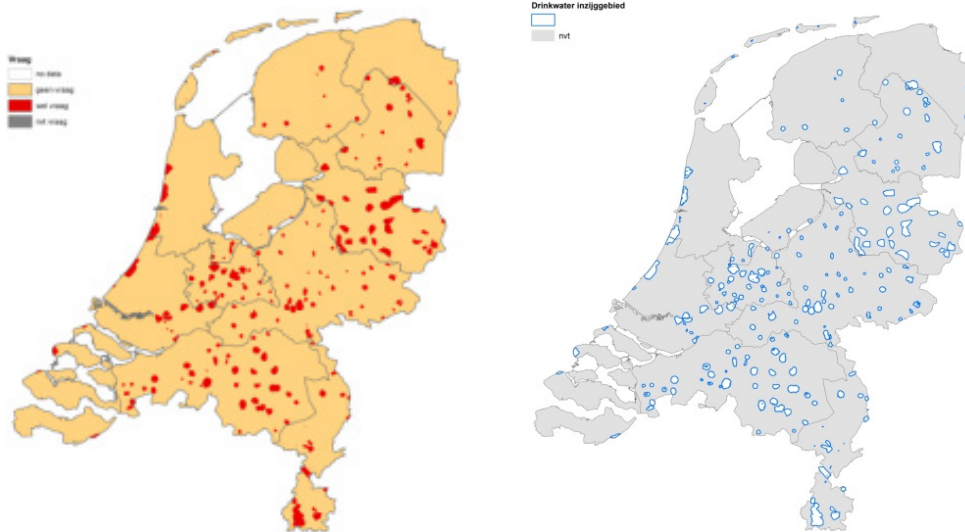 Vraag
no data
geen vraag
wel vraag
nvt vraag
Drinkwater inzijggebied
nvt